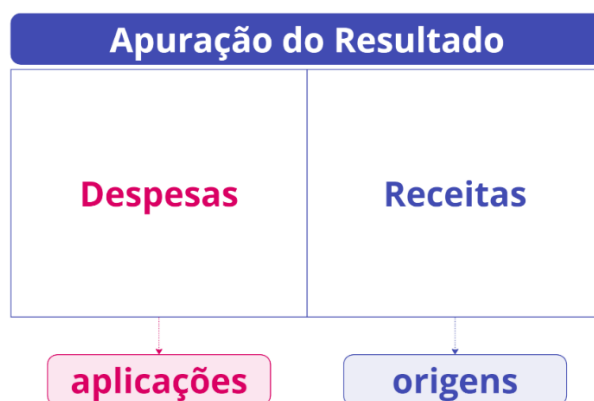 Apuração do Resultado
Despesas
Receitas
aplicações
origens